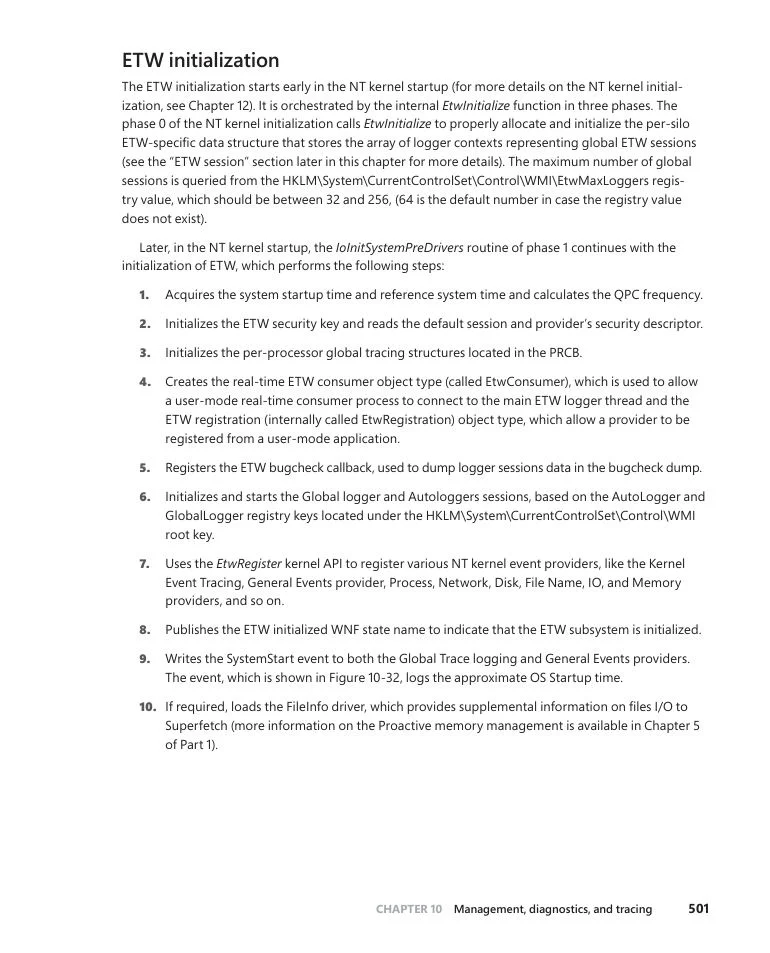 ETW initialization
The ETW initialization starts early in the NT kernel startup (for more details on the NT kernel initial-
ization, see Chapter 12). It is orchestrated by the internal EtwInitialize function in three phases. The
phase 0 of the NT kernel initialization calls EtwInitialize to properly allocate and initialize the per-silo
ETW-specific data structure that stores the array of logger contexts representing global ETW sessions
(see the “ETW session” section later in this chapter for more details). The maximum number of global
sessions is queried from the HKLM\System\CurrentControlSet\Control\WMI\EtwMaxLoggers regis-
try value, which should be between 32 and 256, (64 is the default number in case the registry value
does not exist).
Later, in the NT kernel startup, the IoInitSystemPreDrivers routine of phase 1 continues with the
initialization of ETW, which performs the following steps:
1. Acquires the system startup time and reference system time and calculates the QPC frequency.
2. Initializes the ETW security key and reads the default session and provider’s security descriptor.
3. Initializes the per-processor global tracing structures located in the PRCB.
4. Creates the real-time ETW consumer object type (called EtwConsumer), which is used to allow
a user-mode real-time consumer process to connect to the main ETW logger thread and the
ETW registration (internally called EtwRegistration) object type, which allow a provider to be
registered from a user-mode application.
5. Registers the ETW bugcheck callback, used to dump logger sessions data in the bugcheck dump.
6. Initializes and starts the Global logger and Autologgers sessions, based on the AutoLogger and
GlobalLogger registry keys located under the HKLM\System\CurrentControlSet\Control\WMI
root key.
7. Uses the EtwRegister kernel API to register various NT kernel event providers, like the Kernel
Event Tracing, General Events provider, Process, Network, Disk, File Name, IO, and Memory
providers, and so on.
8. Publishes the ETW initialized WNF state name to indicate that the ETW subsystem is initialized.
9. Writes the SystemStart event to both the Global Trace logging and General Events providers.
The event, which is shown in Figure 10-32, logs the approximate OS Startup time.
10. If required, loads the FileInfo driver, which provides supplemental information on files I/O to
Superfetch (more information on the Proactive memory management is available in Chapter 5
of Part 1).
CHAPTER 10 Management, diagnostics, and tracing 501